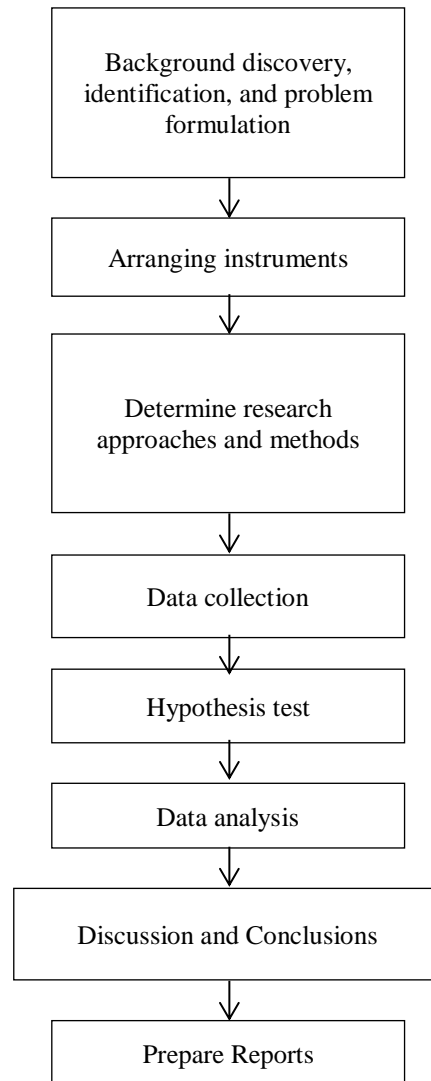 Background discovery,
identification, and problem
formulation
Arranging instruments
Determine research
approaches and methods
Data collection
Hypothesis test
Data analysis
Discussion and Conclusions
Prepare Reports